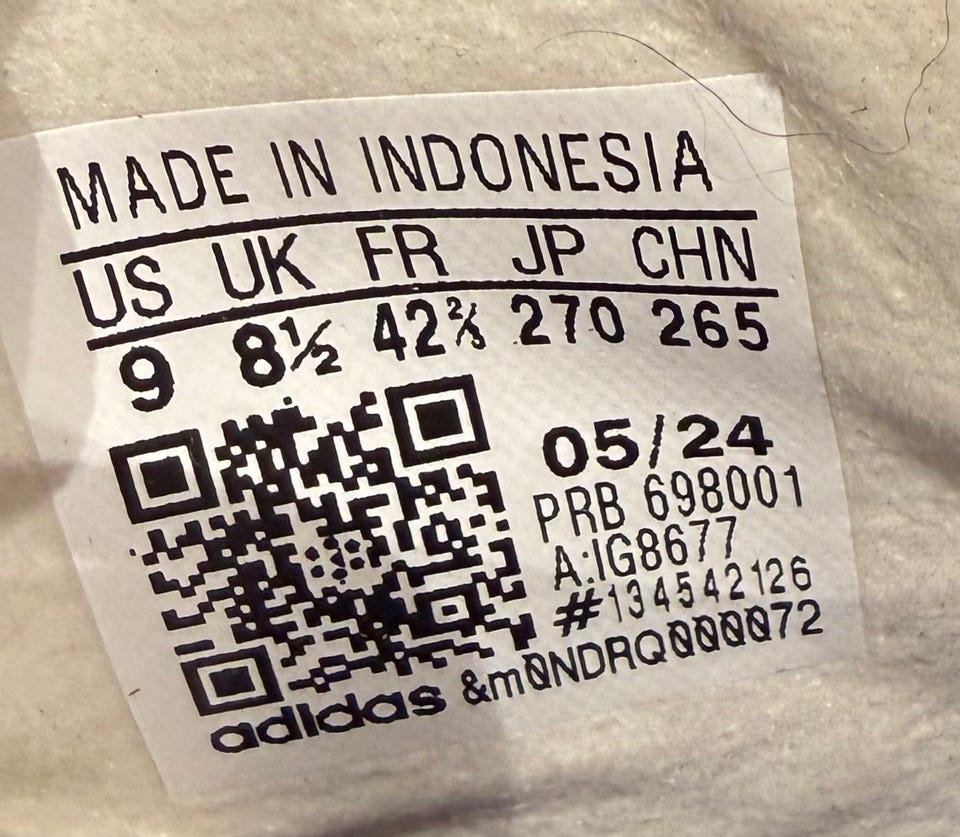 MADE IN INDONESIA
US UK FR JP CHN
9 8½ 42⅔ 270 265
05/24
PRB 698001
A:IG8677
#134542126
adidas &m0NDRQ000072